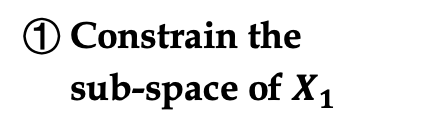 ① Constrain the
sub-space of X₁